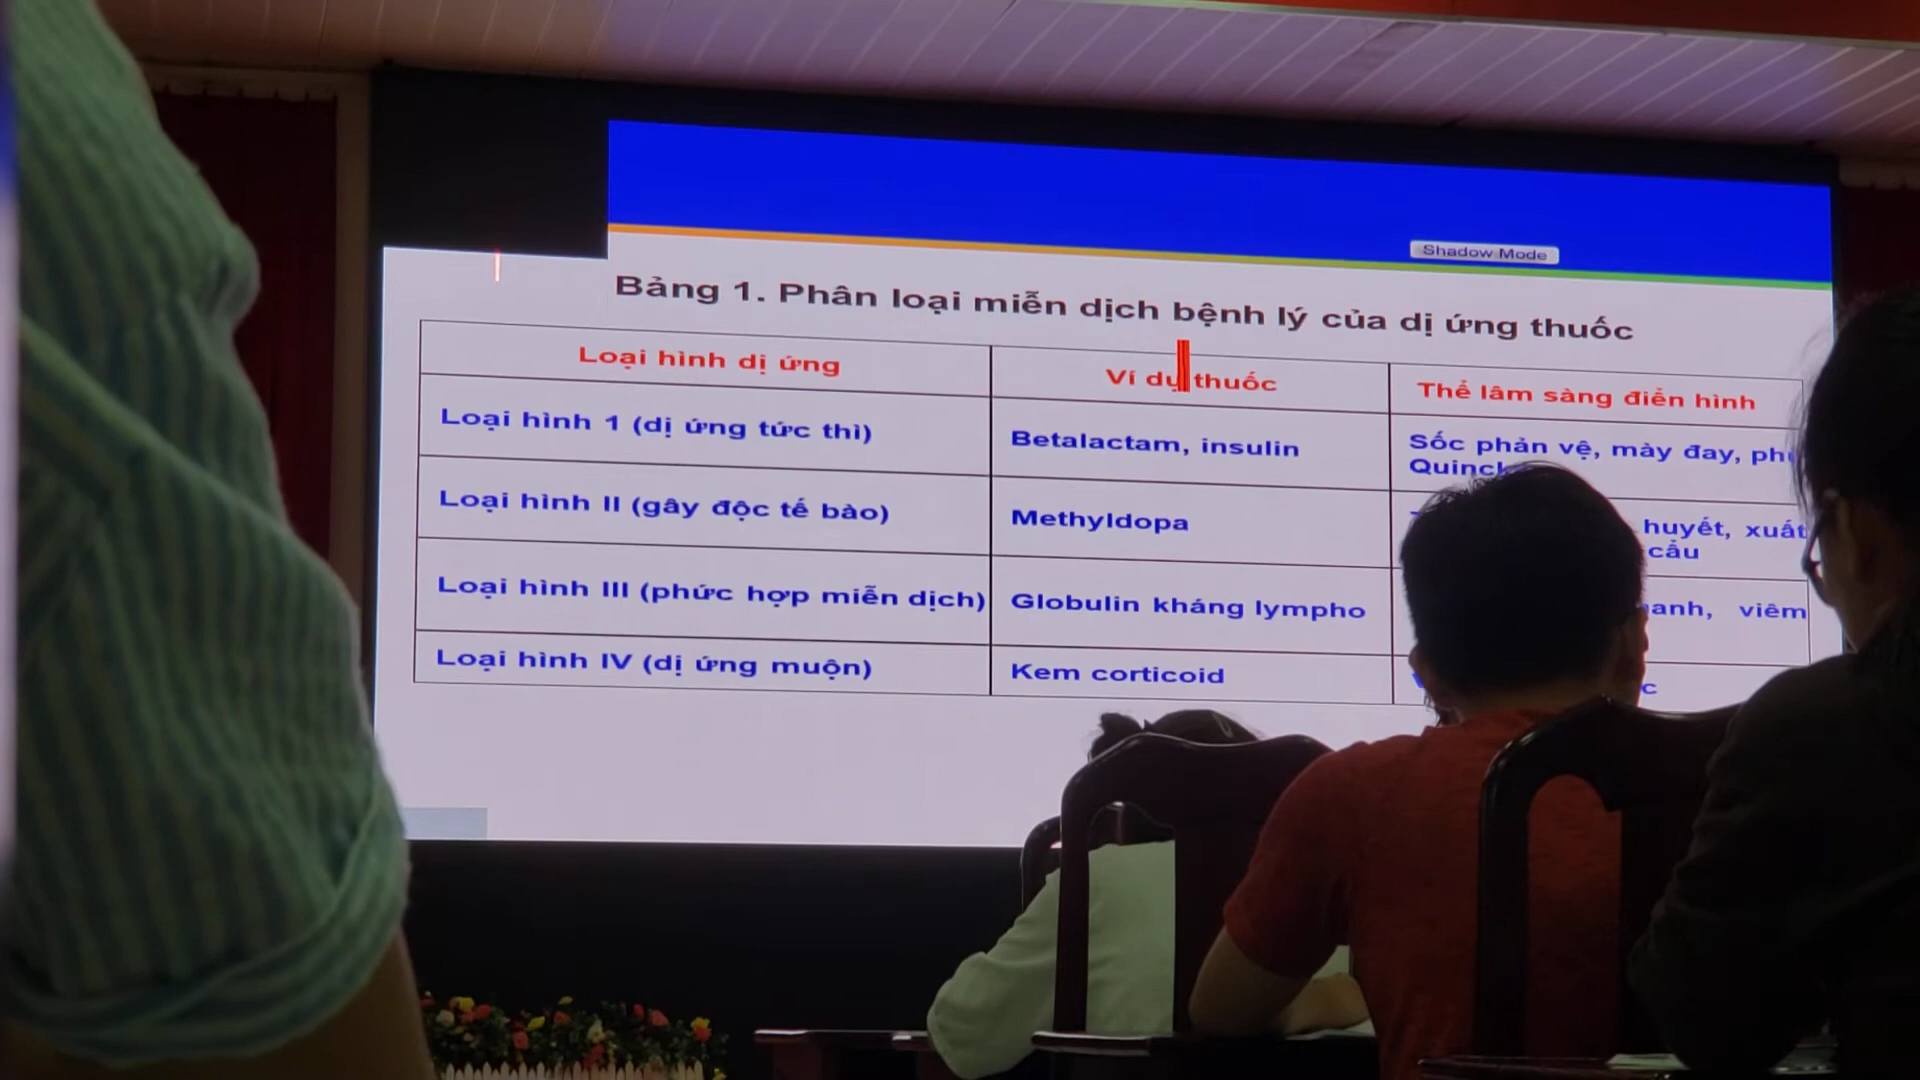 Shadow Mode
Bảng 1. Phân loại miễn dịch bệnh lý của dị ứng thuốc
Loại hình dị ứng
Ví dụ thuốc
Thể lâm sàng điển hình
Loại hình 1 (dị ứng tức thì)
Betalactam, insulin
Sốc phản vệ, mày đay,
Loại hình II (gây độc tế bào)
Methyldopa
huyết, xuất
cầu
Loại hình III (phức hợp miễn dịch)
Globulin kháng lympho
viêm
Loại hình IV (dị ứng muộn)
Kem corticoid